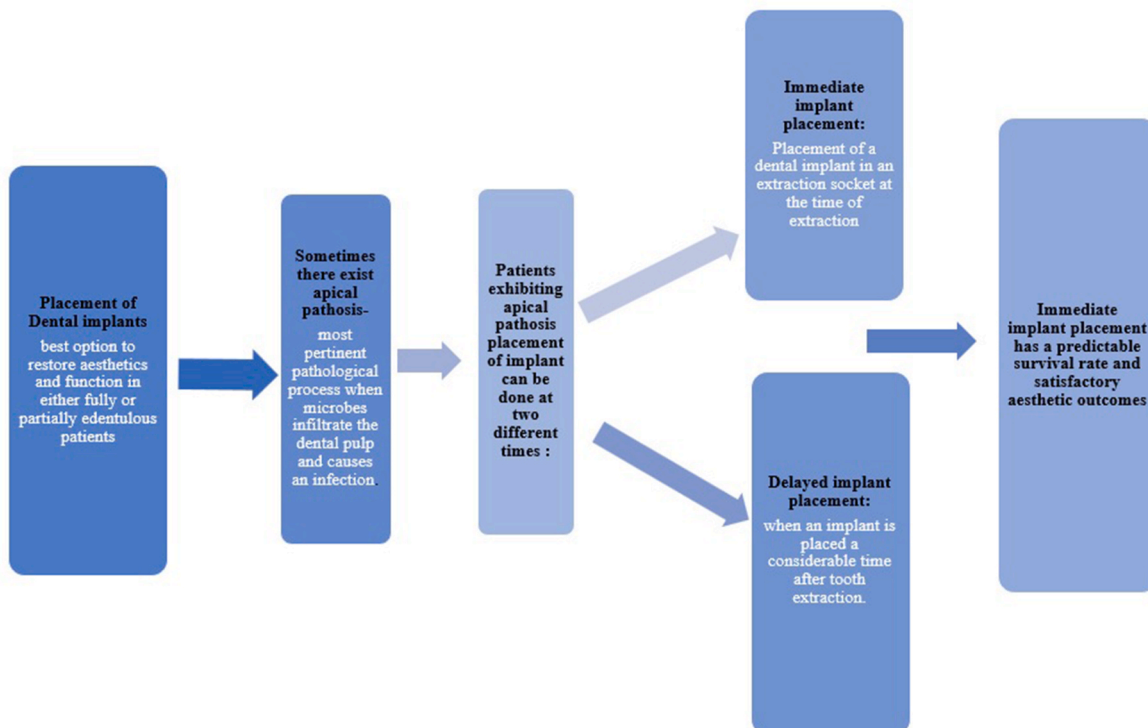 Placement of
Dental implants
best option to
restore aesthetics
and function in
either fully or
partially edentulous
patients
Sometimes
there exist
apical
pathosis-
most
pertinent
pathological
process when
microbes
infiltrate the
dental pulp
and causes
an infection.
Patients
exhibiting
apical
pathosis
placement
of implant
can be
done at
two
different
times :
Immediate
implant
placement:
Placement of a
dental implant in an
extraction socket at
the time of
extraction
Delayed implant
placement:
when an implant is
placed a
considerable time
after tooth
extraction.
Immediate
implant placement
has a predictable
survival rate and
satisfactory
aesthetic outcomes